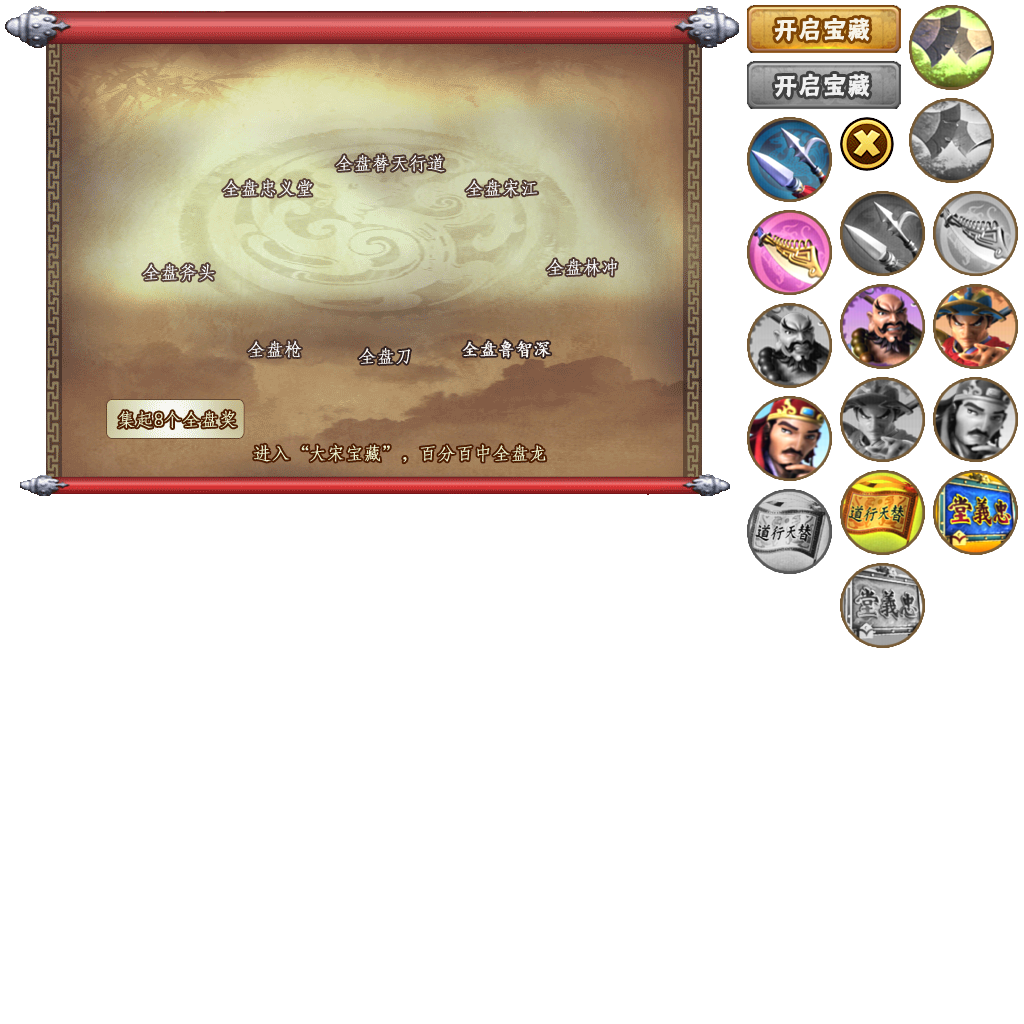 全盘替天行道
全盘忠义堂
全盘宋江
全盘斧头
全盘林冲
全盘枪
全盘刀
全盘鲁智深
集起8个全盘奖
进入“大宋宝藏”，百分百中全盘龙
开启宝藏
开启宝藏
道行天替
道行天替
堂義忠
堂義忠